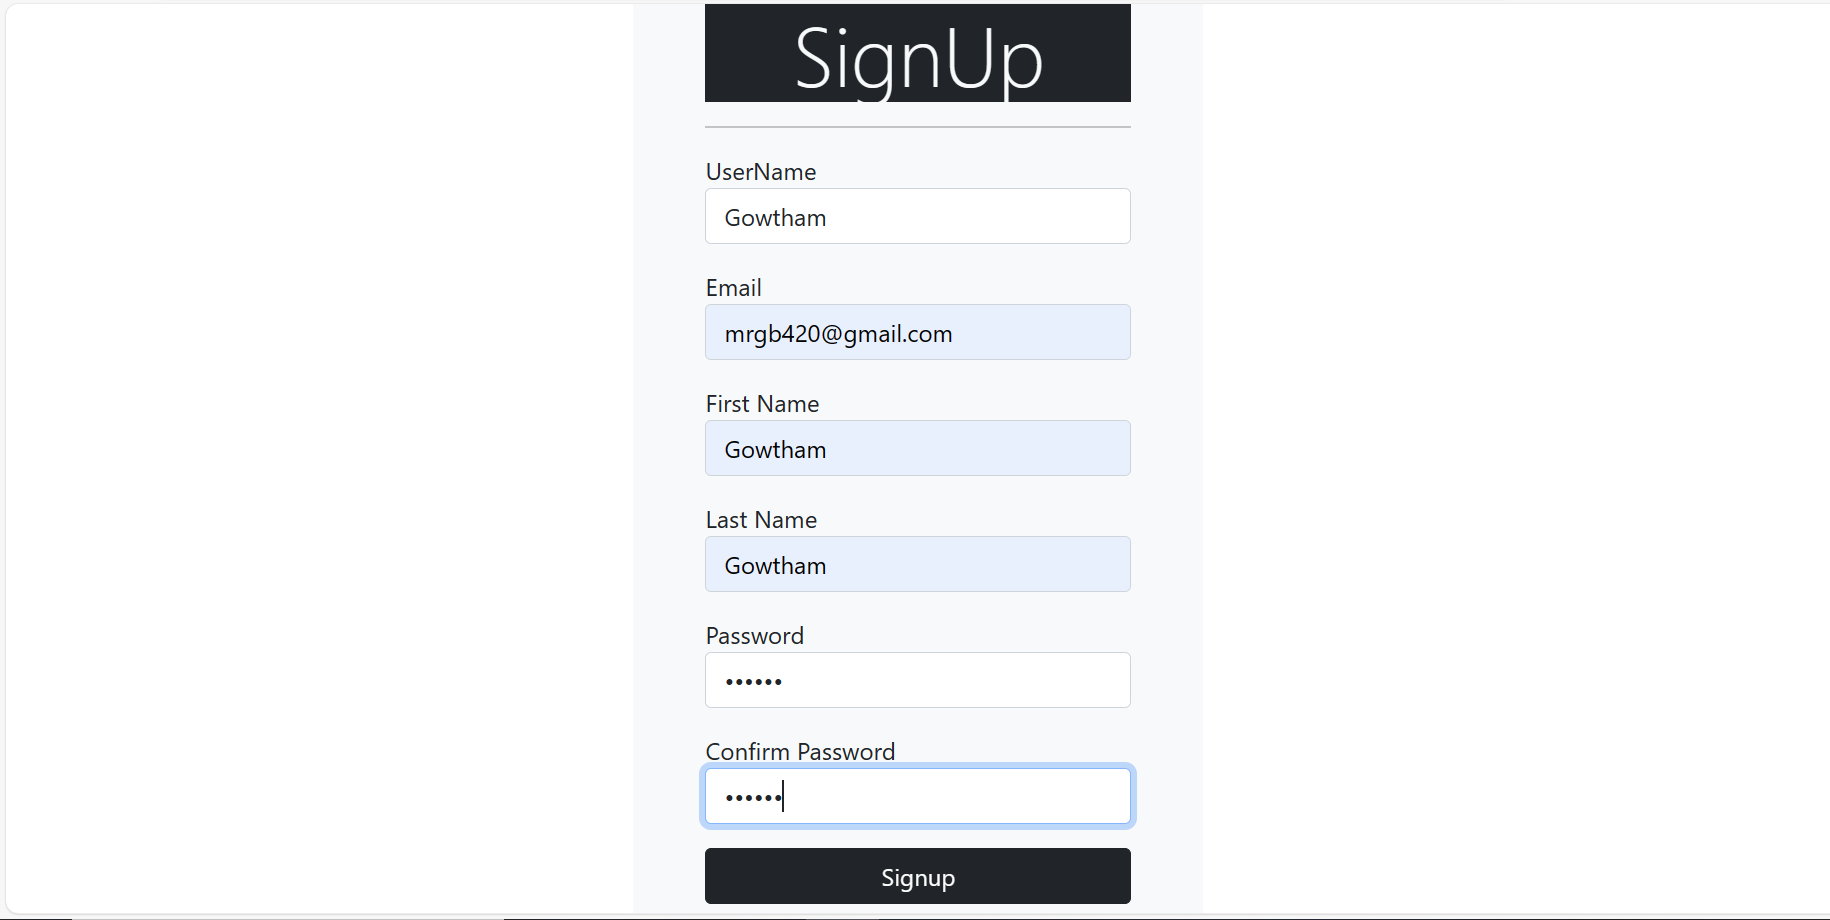 SignUp
UserName
Gowtham
Email
mrgb420@gmail.com
First Name
Gowtham
Last Name
Gowtham
Password
••••••
Confirm Password
••••••
Signup